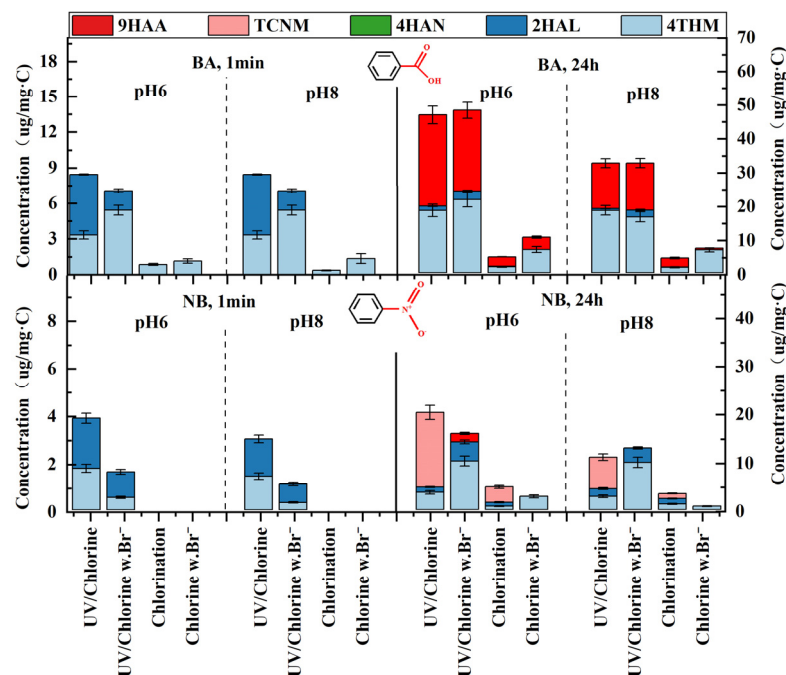 9HAA TCNM 4HAN 2HAL 4THM
BA, 1min BA, 24h
pH6 pH8 pH6 pH8
Concentration (ug/mg·C)
0 3 6 9 12 15 18
O
OH
0 10 20 30 40 50 60 70
Concentration (ug/mg·C)
NB, 1min NB, 24h
pH6 pH8 pH6 pH8
Concentration (ug/mg·C)
0 2 4 6 8
O
N+
O-
0 10 20 30 40
Concentration (ug/mg·C)
UV/Chlorine
UV/Chlorine w.Br⁻
Chlorination
Chlorine w.Br⁻
UV/Chlorine
UV/Chlorine w.Br⁻
Chlorination
Chlorine w.Br⁻
UV/Chlorine
UV/Chlorine w.Br⁻
Chlorination
Chlorine w.Br⁻
UV/Chlorine
UV/Chlorine w.Br⁻
Chlorination
Chlorine w.Br⁻